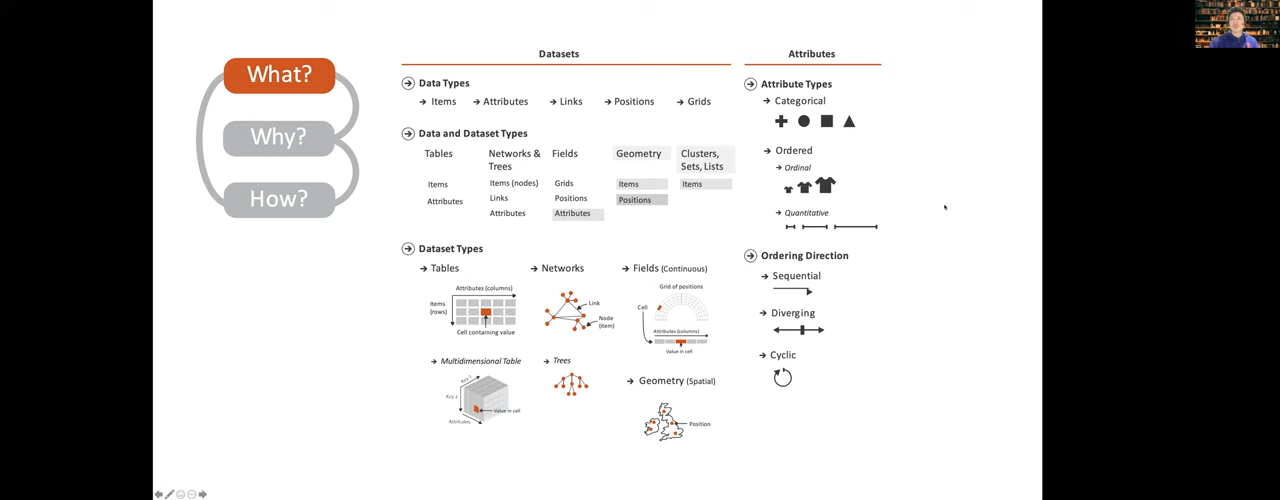 What?
Why?
How?
Datasets
Data Types
Items
Attributes
Links
Positions
Grids
Data and Dataset Types
Tables
Networks &
Trees
Fields
Geometry
Clusters,
Sets, Lists
Items
Items (nodes)
Grids
Items
Items
Attributes
Links
Positions
Positions
Attributes
Attributes
Dataset Types
Tables
Networks
Fields (Continuous)
Attributes (columns)
Items
(rows)
Cell containing value
Link
Node
(item)
Grid of positions
Cell
Attributes (columns)
Value in cell
Multidimensional Table
Trees
Key 1
Key 2
Value in cell
Attributes
Geometry (Spatial)
Position
Attributes
Attribute Types
Categorical
Ordered
Ordinal
Quantitative
Ordering Direction
Sequential
Diverging
Cyclic